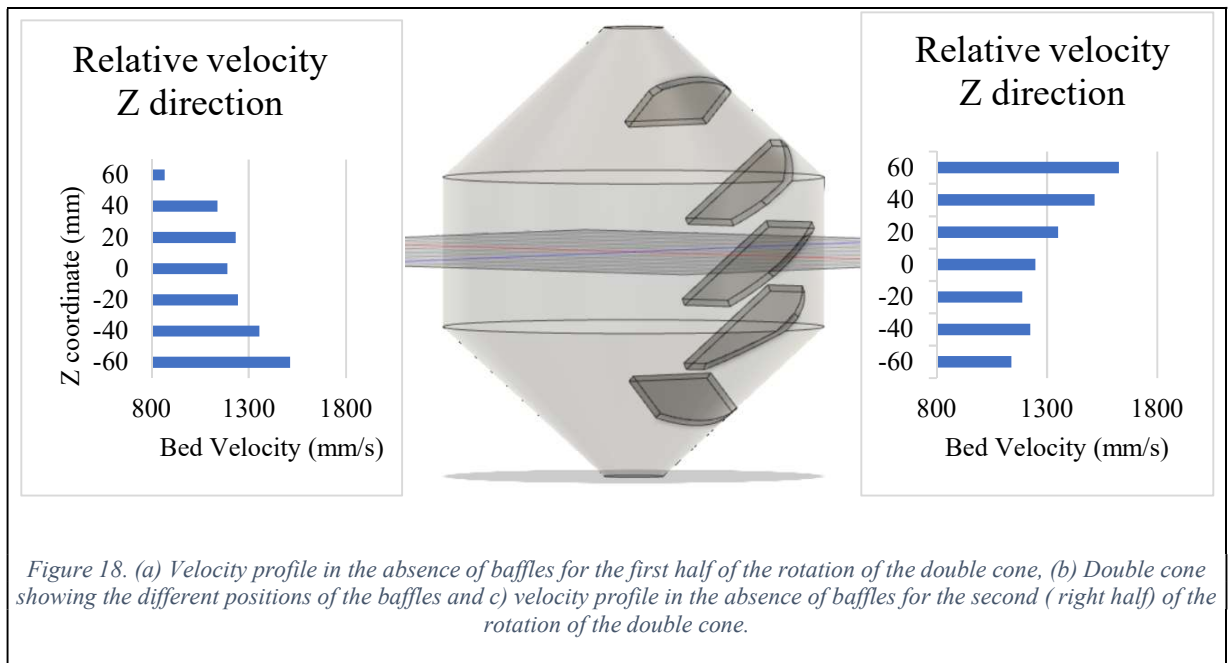 Relative velocity
Z direction
Z coordinate (mm)
60
40
20
0
-20
-40
-60
800 1300 1800
Bed Velocity (mm/s)
Relative velocity
Z direction
60
40
20
0
-20
-40
-60
800 1300 1800
Bed Velocity (mm/s)
Figure 18. (a) Velocity profile in the absence of baffles for the first half of the rotation of the double cone, (b) Double cone
showing the different positions of the baffles and c) velocity profile in the absence of baffles for the second ( right half) of the
rotation of the double cone.